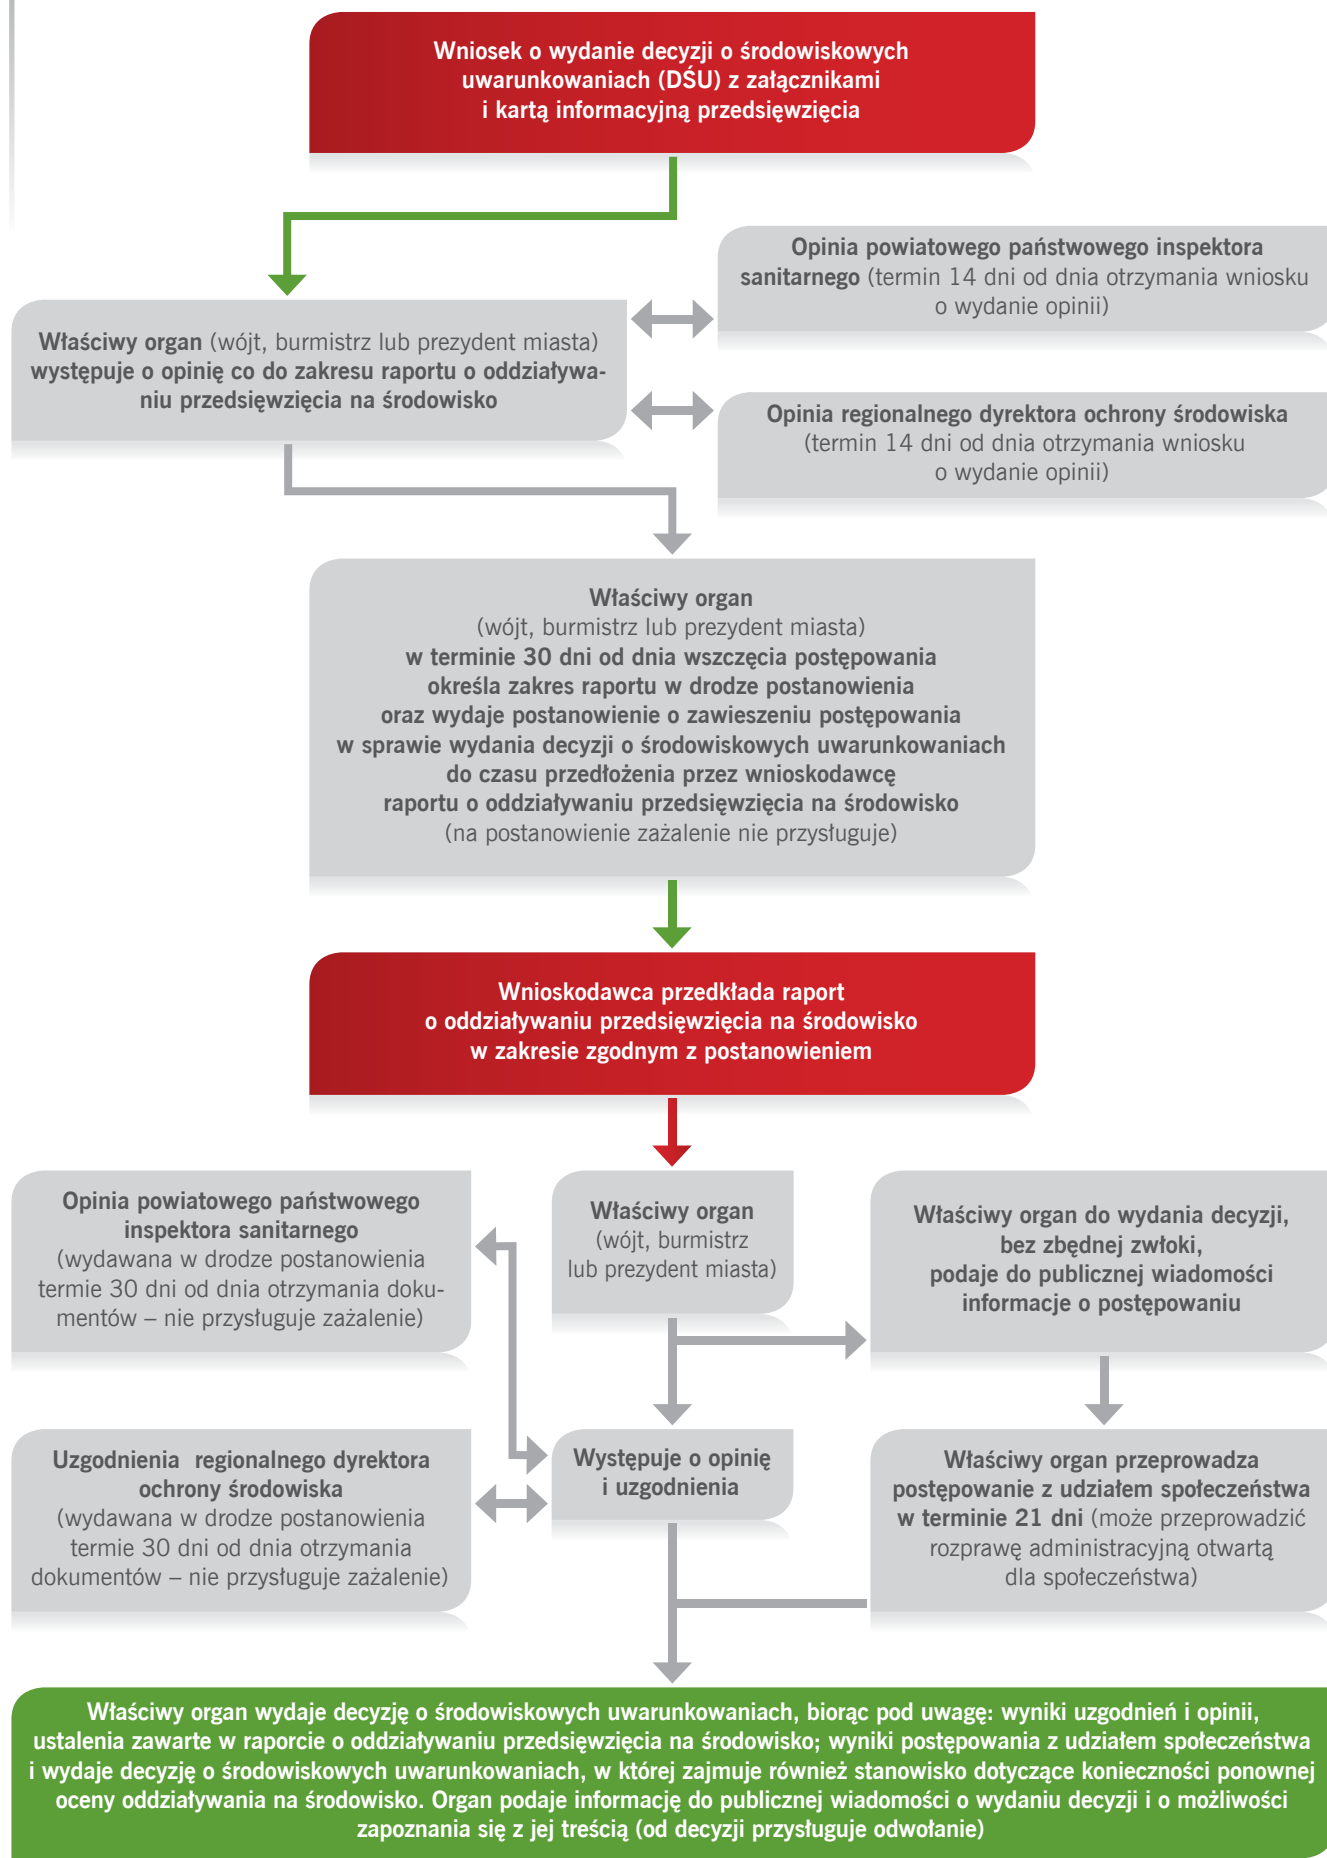 Wniosek o wydanie decyzji o środowiskowych
uwarunkowaniach (DŚU) z załącznikami
i kartą informacyjną przedsięwzięcia
Opinia powiatowego państwowego inspektora
sanitarnego (termin 14 dni od dnia otrzymania wniosku
o wydanie opinii)
Właściwy organ (wójt, burmistrz lub prezydent miasta)
występuje o opinię co do zakresu raportu o oddziaływa-
niu przedsięwzięcia na środowisko
Opinia regionalnego dyrektora ochrony środowiska
(termin 14 dni od dnia otrzymania wniosku
o wydanie opinii)
Właściwy organ
(wójt, burmistrz lub prezydent miasta)
w terminie 30 dni od dnia wszczęcia postępowania
określa zakres raportu w drodze postanowienia
oraz wydaje postanowienie o zawieszeniu postępowania
w sprawie wydania decyzji o środowiskowych uwarunkowaniach
do czasu przedłożenia przez wnioskodawcę
raportu o oddziaływaniu przedsięwzięcia na środowisko
(na postanowienie zażalenie nie przysługuje)
Wnioskodawca przedkłada raport
o oddziaływaniu przedsięwzięcia na środowisko
w zakresie zgodnym z postanowieniem
Opinia powiatowego państwowego
inspektora sanitarnego
(wydawana w drodze postanowienia
termie 30 dni od dnia otrzymania doku-
mentów – nie przysługuje zażalenie)
Właściwy organ
(wójt, burmistrz
lub prezydent miasta)
Właściwy organ do wydania decyzji,
bez zbędnej zwłoki,
podaje do publicznej wiadomości
informacje o postępowaniu
Uzgodnienia regionalnego dyrektora
ochrony środowiska
(wydawana w drodze postanowienia
termie 30 dni od dnia otrzymania
dokumentów – nie przysługuje zażalenie)
Występuje o opinię
i uzgodnienia
Właściwy organ przeprowadza
postępowanie z udziałem społeczeństwa
w terminie 21 dni (może przeprowadzić
rozprawę administracyjną otwartą
dla społeczeństwa)
Właściwy organ wydaje decyzję o środowiskowych uwarunkowaniach, biorąc pod uwagę: wyniki uzgodnień i opinii,
ustalenia zawarte w raporcie o oddziaływaniu przedsięwzięcia na środowisko; wyniki postępowania z udziałem społeczeństwa
i wydaje decyzję o środowiskowych uwarunkowaniach, w której zajmuje również stanowisko dotyczące konieczności ponownej
oceny oddziaływania na środowisko. Organ podaje informację do publicznej wiadomości o wydaniu decyzji i o możliwości
zapoznania się z jej treścią (od decyzji przysługuje odwołanie)